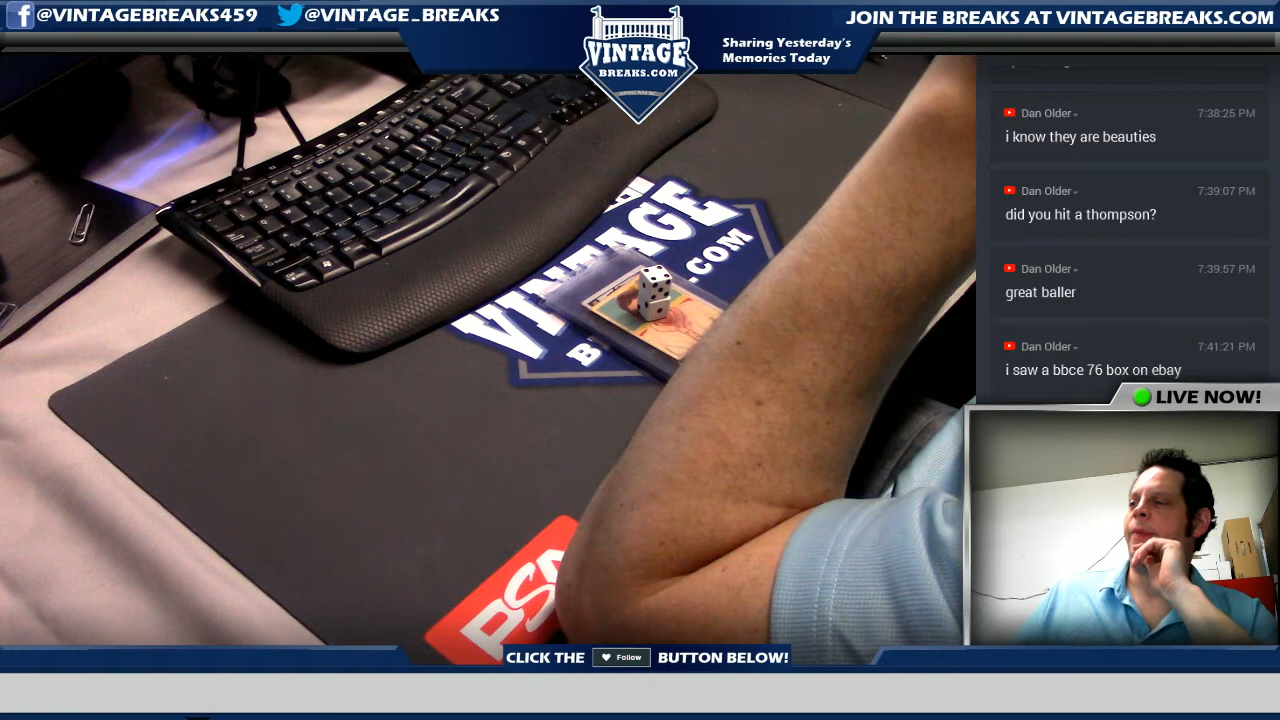 @VINTAGEBREAKS459
@VINTAGE_BREAKS
JOIN THE BREAKS AT VINTAGEBREAKS.COM
VINTAGE
BREAKS.COM
Sharing Yesterday's
Memories Today
Dan Older
7:38:25 PM
i know they are beauties
Dan Older
7:39:07 PM
did you hit a thompson?
Dan Older
7:39:57 PM
great baller
Dan Older
7:41:21 PM
i saw a bbce 76 box on ebay
LIVE NOW!
VINTAGE
B
.COM
PSA
CLICK THE
Follow
BUTTON BELOW!